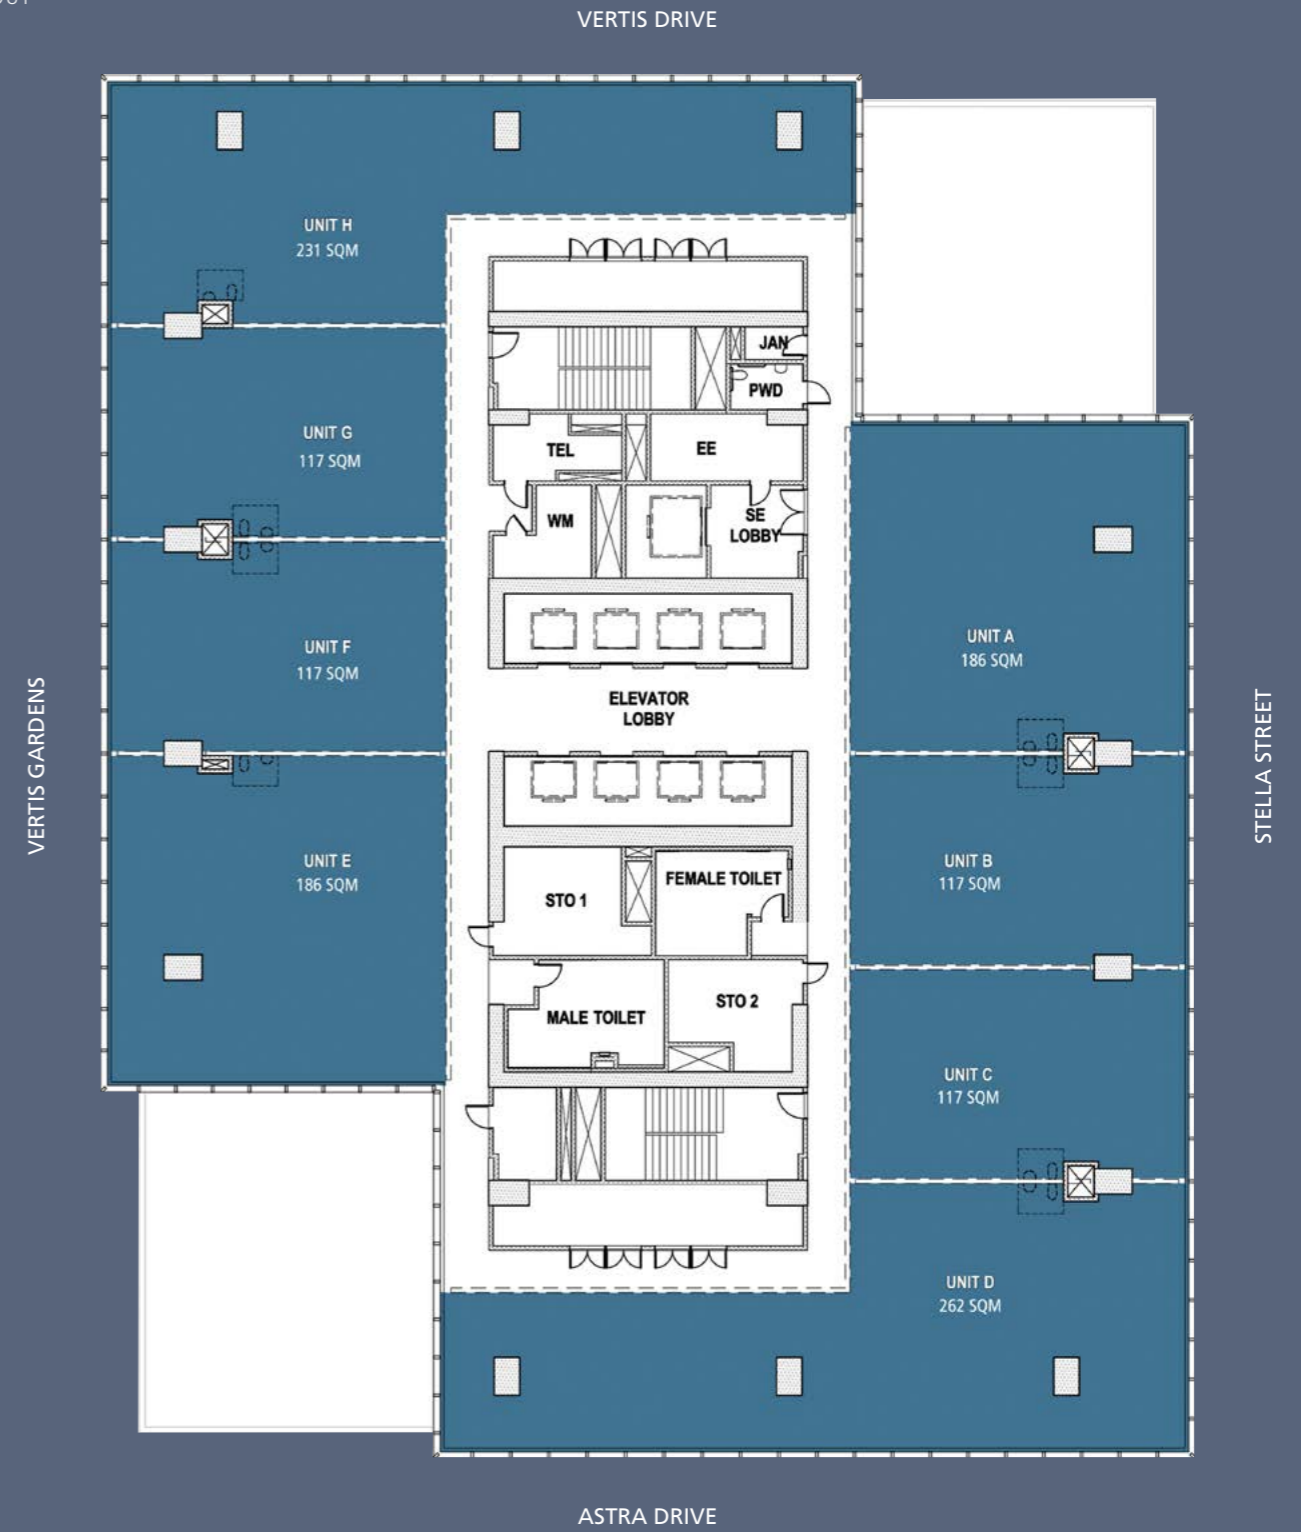 VERTIS DRIVE
UNIT H
231 SQM
JAN
PWD
UNIT G
117 SQM
TEL
EE
WM
SE
LOBBY
UNIT F
117 SQM
UNIT A
186 SQM
ELEVATOR
LOBBY
VERTIS GARDENS
STELLA STREET
UNIT E
186 SQM
STO 1
FEMALE TOILET
UNIT B
117 SQM
MALE TOILET
STO 2
UNIT C
117 SQM
UNIT D
262 SQM
ASTRA DRIVE